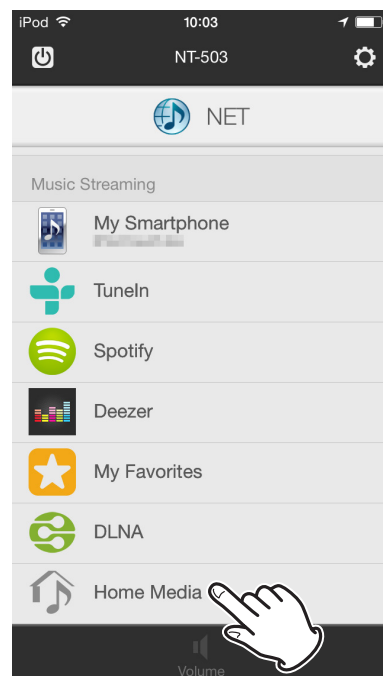 iPod 10:03
NT-503
NET
Music Streaming
My Smartphone
TuneIn
Spotify
Deezer
My Favorites
DLNA
Home Media
Volume